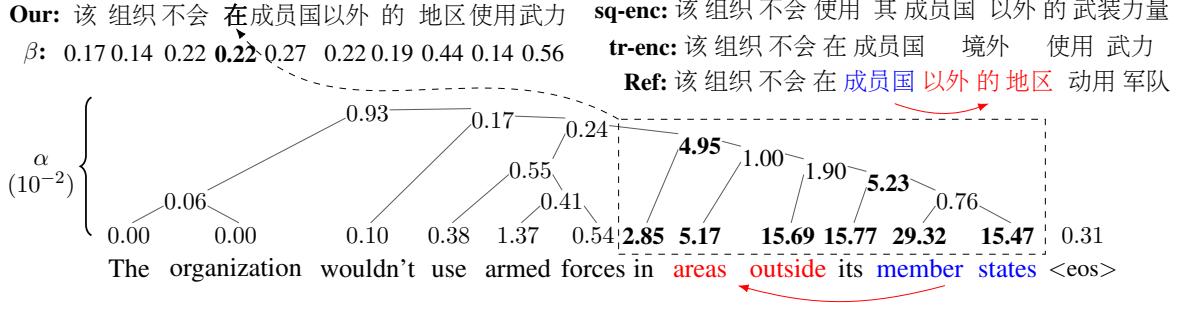 Our: 该 组织 不会 在 成员国以外 的 地区使用武力
sq-enc: 该 组织 不会 使用 其 成员国 以外 的 武装力量
β: 0.17 0.14 0.22 0.22 0.27 0.22 0.19 0.44 0.14 0.56
tr-enc: 该 组织 不会 在 成员国 境外 使用 武力
Ref: 该 组织 不会 在 成员国 以外 的 地区 动用 军队
0.93 0.17 0.24
4.95
α
(10⁻²)
1.00
0.55 1.90
5.23
0.06 0.41 0.76
0.00 0.00 0.10 0.38 1.37 0.54 2.85 5.17 15.69 15.77 29.32 15.47 0.31
The organization wouldn't use armed forces in areas outside its member states <eos>